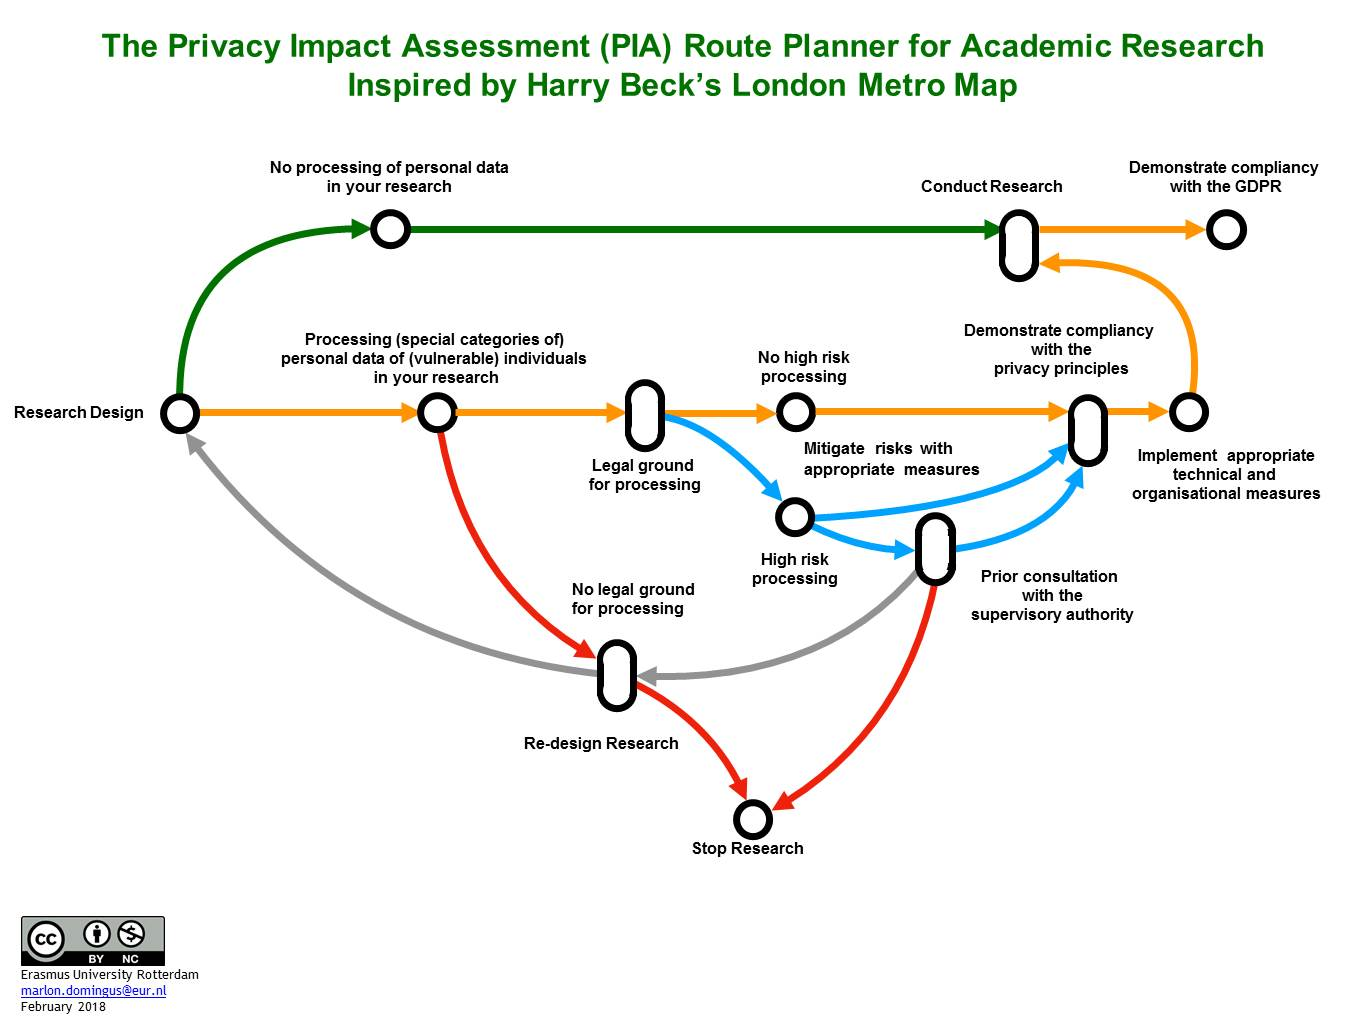 The Privacy Impact Assessment (PIA) Route Planner for Academic Research
Inspired by Harry Beck’s London Metro Map
No processing of personal data
in your research
Conduct Research
Demonstrate compliancy
with the GDPR
Processing (special categories of)
personal data of (vulnerable) individuals
in your research
No high risk
processing
Demonstrate compliancy
with the
privacy principles
Research Design
Legal ground
for processing
Mitigate risks with
appropriate measures
Implement appropriate
technical and
organisational measures
High risk
processing
Prior consultation
with the
supervisory authority
No legal ground
for processing
Re-design Research
Stop Research
cc
BY NC
Erasmus University Rotterdam
marlon.domingus@eur.nl
February 2018